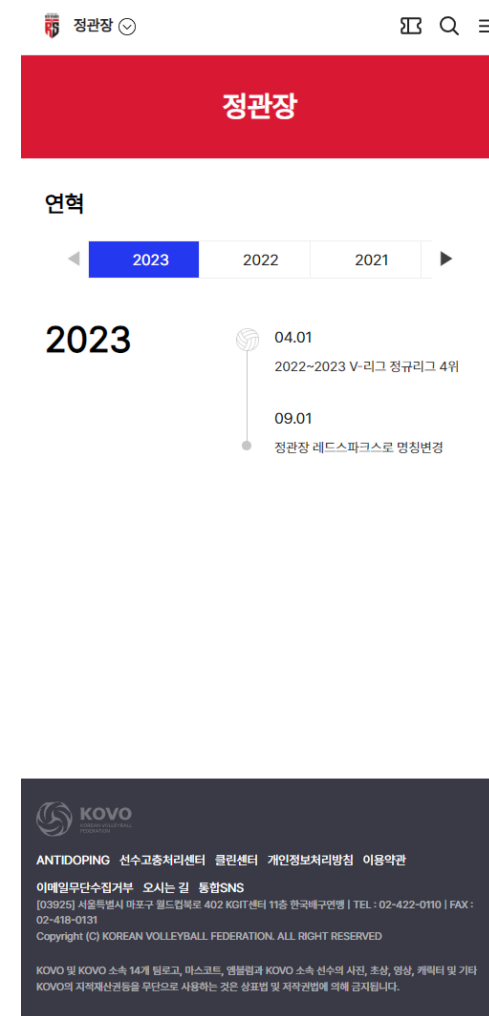 정관장
정관장
연혁
2023 2022 2021
2023
04.01
2022~2023 V-리그 정규리그 4위
09.01
정관장 레드스파크스로 명칭변경
KOVO
KOREAN VOLLEYBALL
FEDERATION
ANTIDOPING 선수고충처리센터 클린센터 개인정보처리방침 이용약관
이메일무단수집거부 오시는 길 통합SNS
[03925] 서울특별시 마포구 월드컵북로 402 KGIT센터 11층 한국배구연맹 | TEL : 02-422-0110 | FAX :
02-418-0131
Copyright (C) KOREAN VOLLEYBALL FEDERATION. ALL RIGHT RESERVED
KOVO 및 KOVO 소속 14개 팀로고, 마스코트, 엠블럼과 KOVO 소속 선수의 사진, 초상, 영상, 캐릭터 및 기타
KOVO의 지적재산권등을 무단으로 사용하는 것은 상표법 및 저작권법에 의해 금지됩니다.